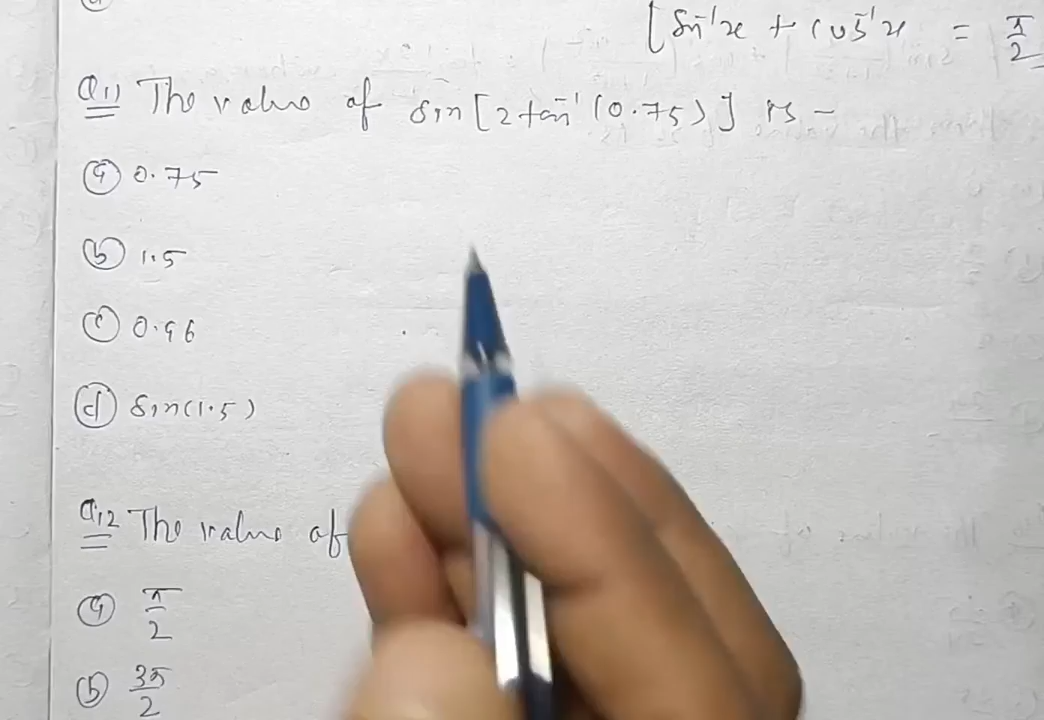 [sin⁻¹x + cos⁻¹x = π/2
Q11 The value of sin[2tan⁻¹(0.75)] is -
(a) 0.75
(b) 1.5
(c) 0.96
(d) sin(1.5)
Q12 The value of
(a) π/2
(b) 3π/2